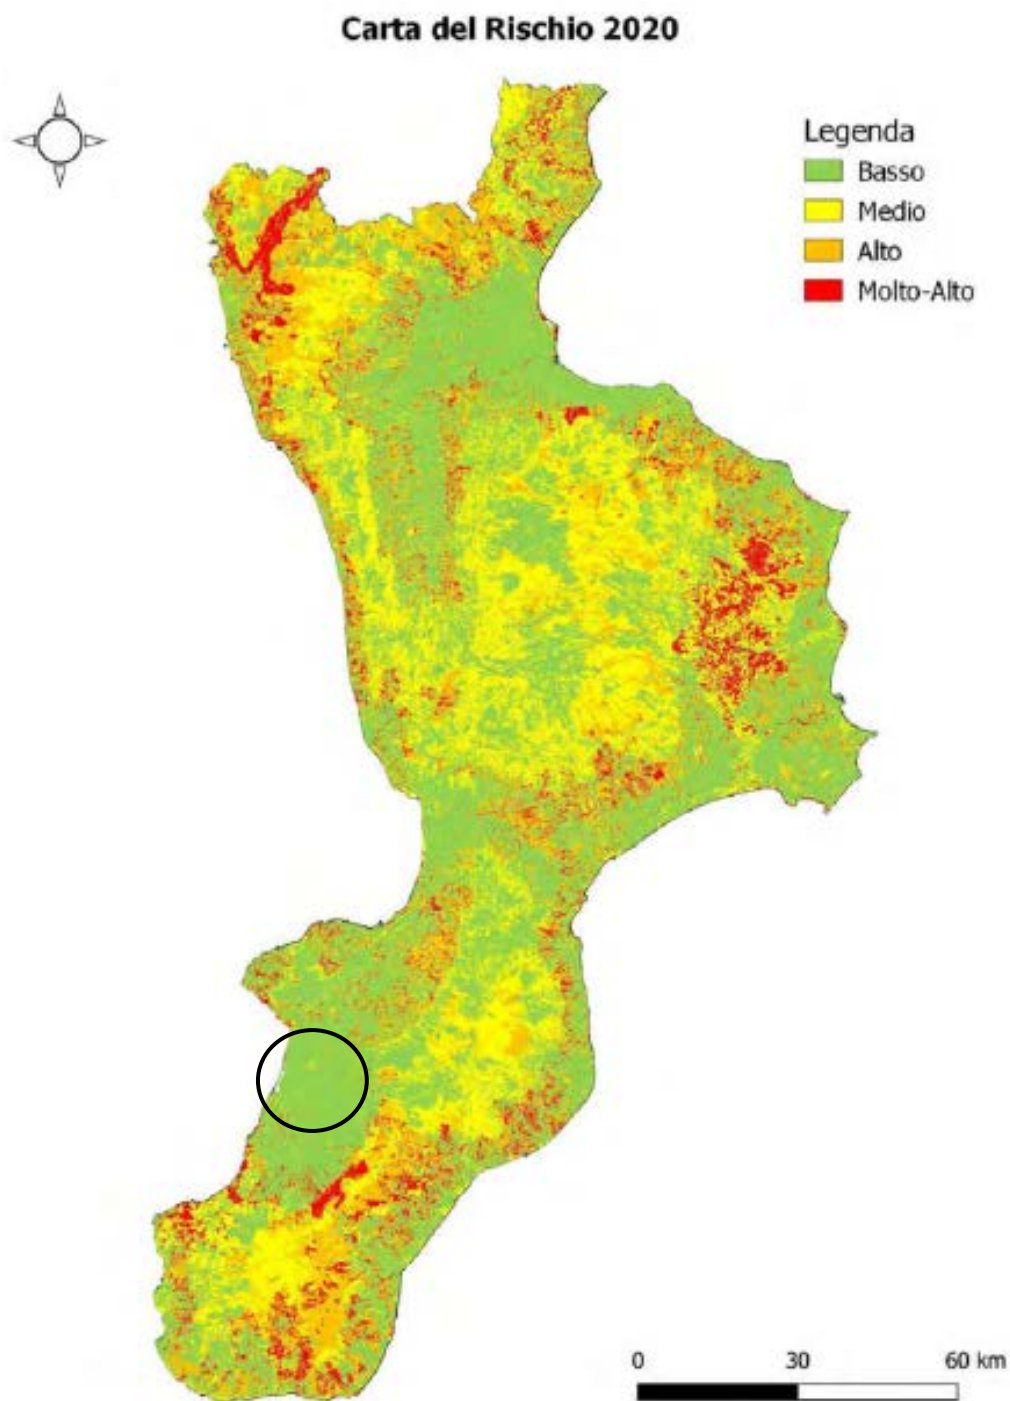 Carta del Rischio 2020
Legenda
Basso
Medio
Alto
Molto-Alto
0 30 60 km